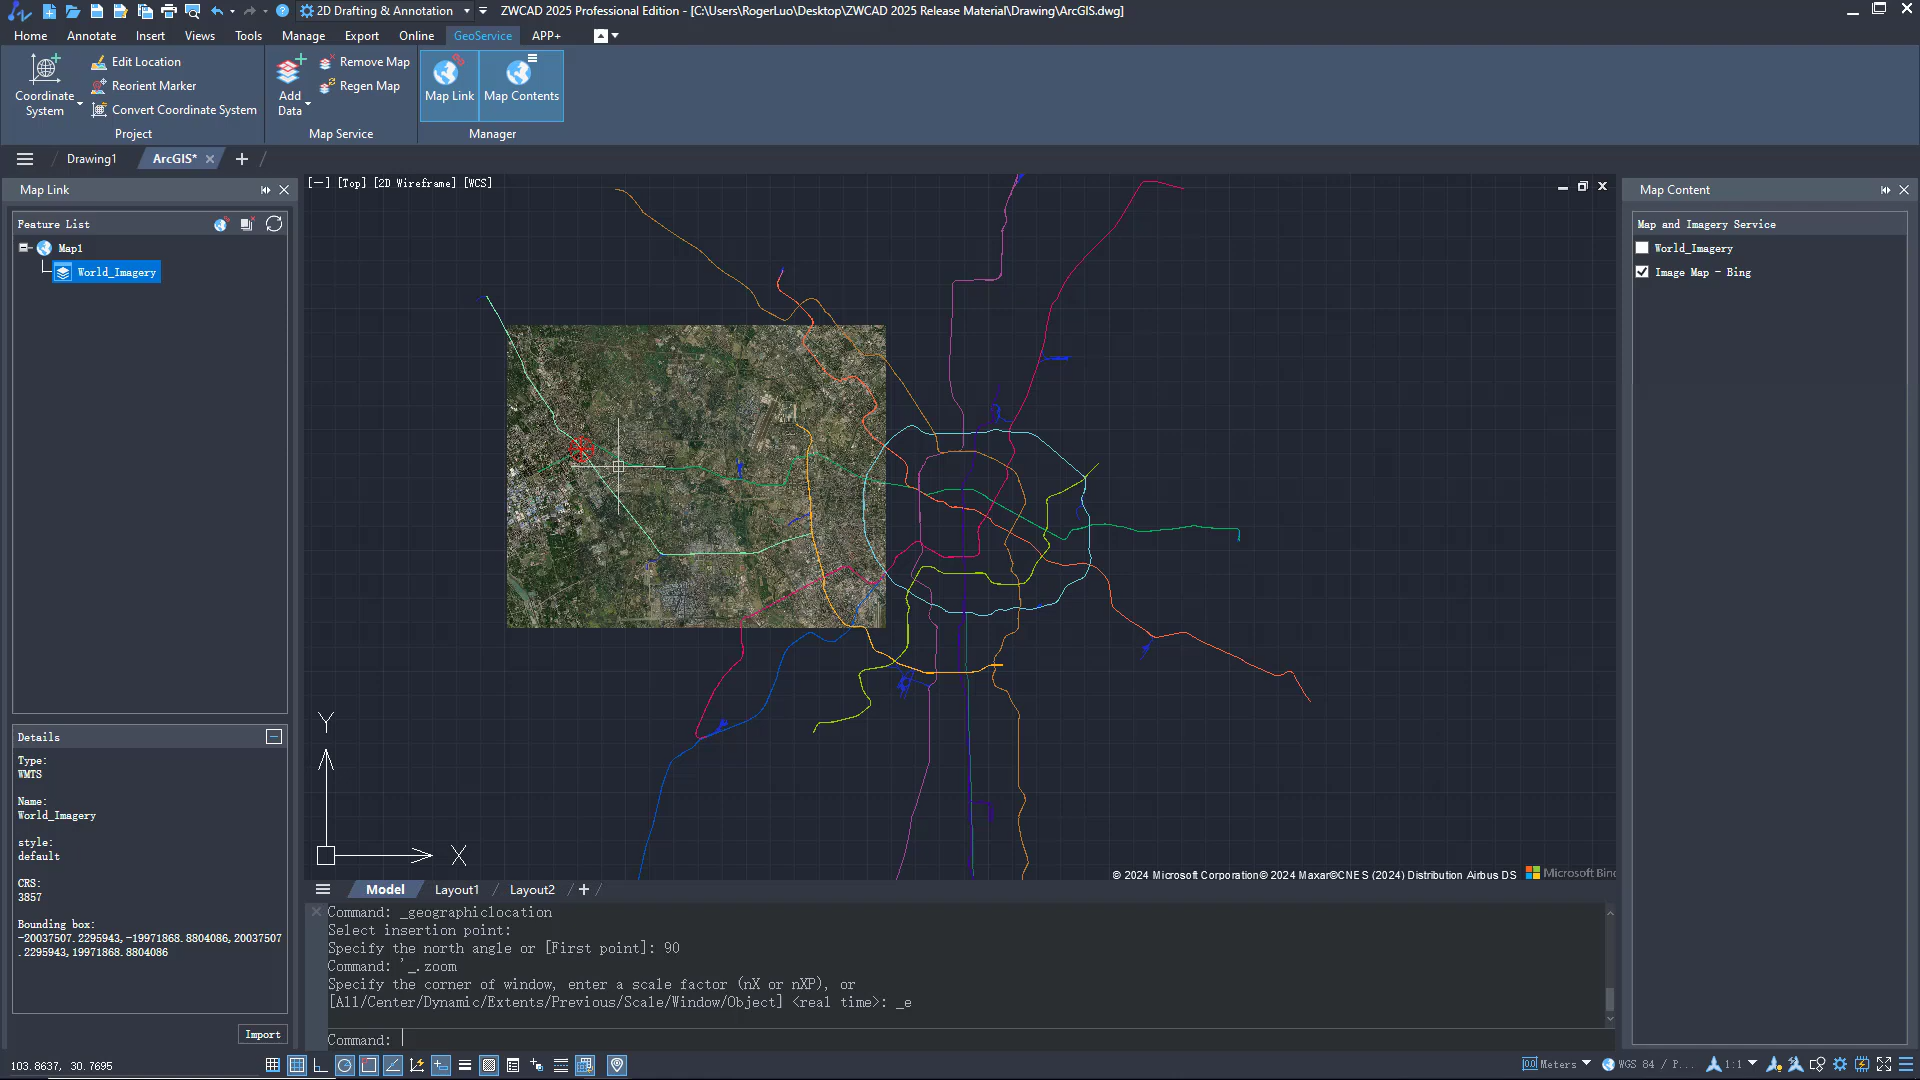 2D Drafting & Annotation
ZWCAD 2025 Professional Edition - [C:\Users\RogerLuo\Desktop\ZWCAD 2025 Release Material\Drawing\ArcGIS.dwg]
Home Annotate Insert Views Tools Manage Export Online GeoService APP+
Coordinate System
Edit Location
Reorient Marker
Convert Coordinate System
Project
Add Data
Remove Map
Regen Map
Map Service
Map Link
Map Contents
Manager
Drawing1
ArcGIS*
Map Link
Feature List
Map1
World_Imagery
Details
Type:
WMTS
Name:
World_Imagery
style:
default
CRS:
3857
Bounding box:
-20037507.2295943,-19971868.8804086,20037507
.2295943,19971868.8804086
Import
[—] [Top] [2D Wireframe] [WCS]
Y
X
© 2024 Microsoft Corporation© 2024 Maxar©CNES (2024) Distribution Airbus DS
Microsoft Bing
Map Content
Map and Imagery Service
World_Imagery
Image Map - Bing
Model
Layout1
Layout2
Command: _geographiclocation
Select insertion point:
Specify the north angle or [First point]: 90
Command: '_.zoom
Specify the corner of window, enter a scale factor (nX or nXP), or
[All/Center/Dynamic/Extents/Previous/Scale/Window/Object] <real time>: _e
Command:
103.8637, 30.7695
Meters
WGS 84 / P...
1:1